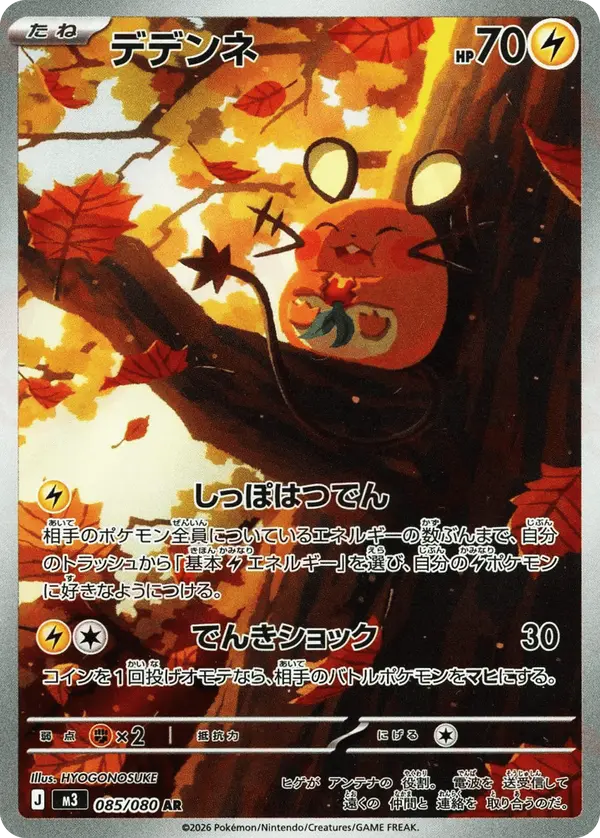 たね
デデンネ
HP70
しっぽはつでん
相手のポケモン全員についているエネルギーの数ぶんまで、自分
のトラッシュから「基本エネルギー」を選び、自分のポケモン
に好きなようにつける。
でんきショック 30
コインを1回投げオモテなら、相手のバトルポケモンをマヒにする。
弱点 ×2 抵抗力 にげる
Illus. HYOGONOSUKE
J M3 085/080 AR
ヒゲが アンテナの 役割。電波を 送受信して
遠くの 仲間と 連絡を 取り合うのだ。
©2026 Pokémon/Nintendo/Creatures/GAME FREAK.